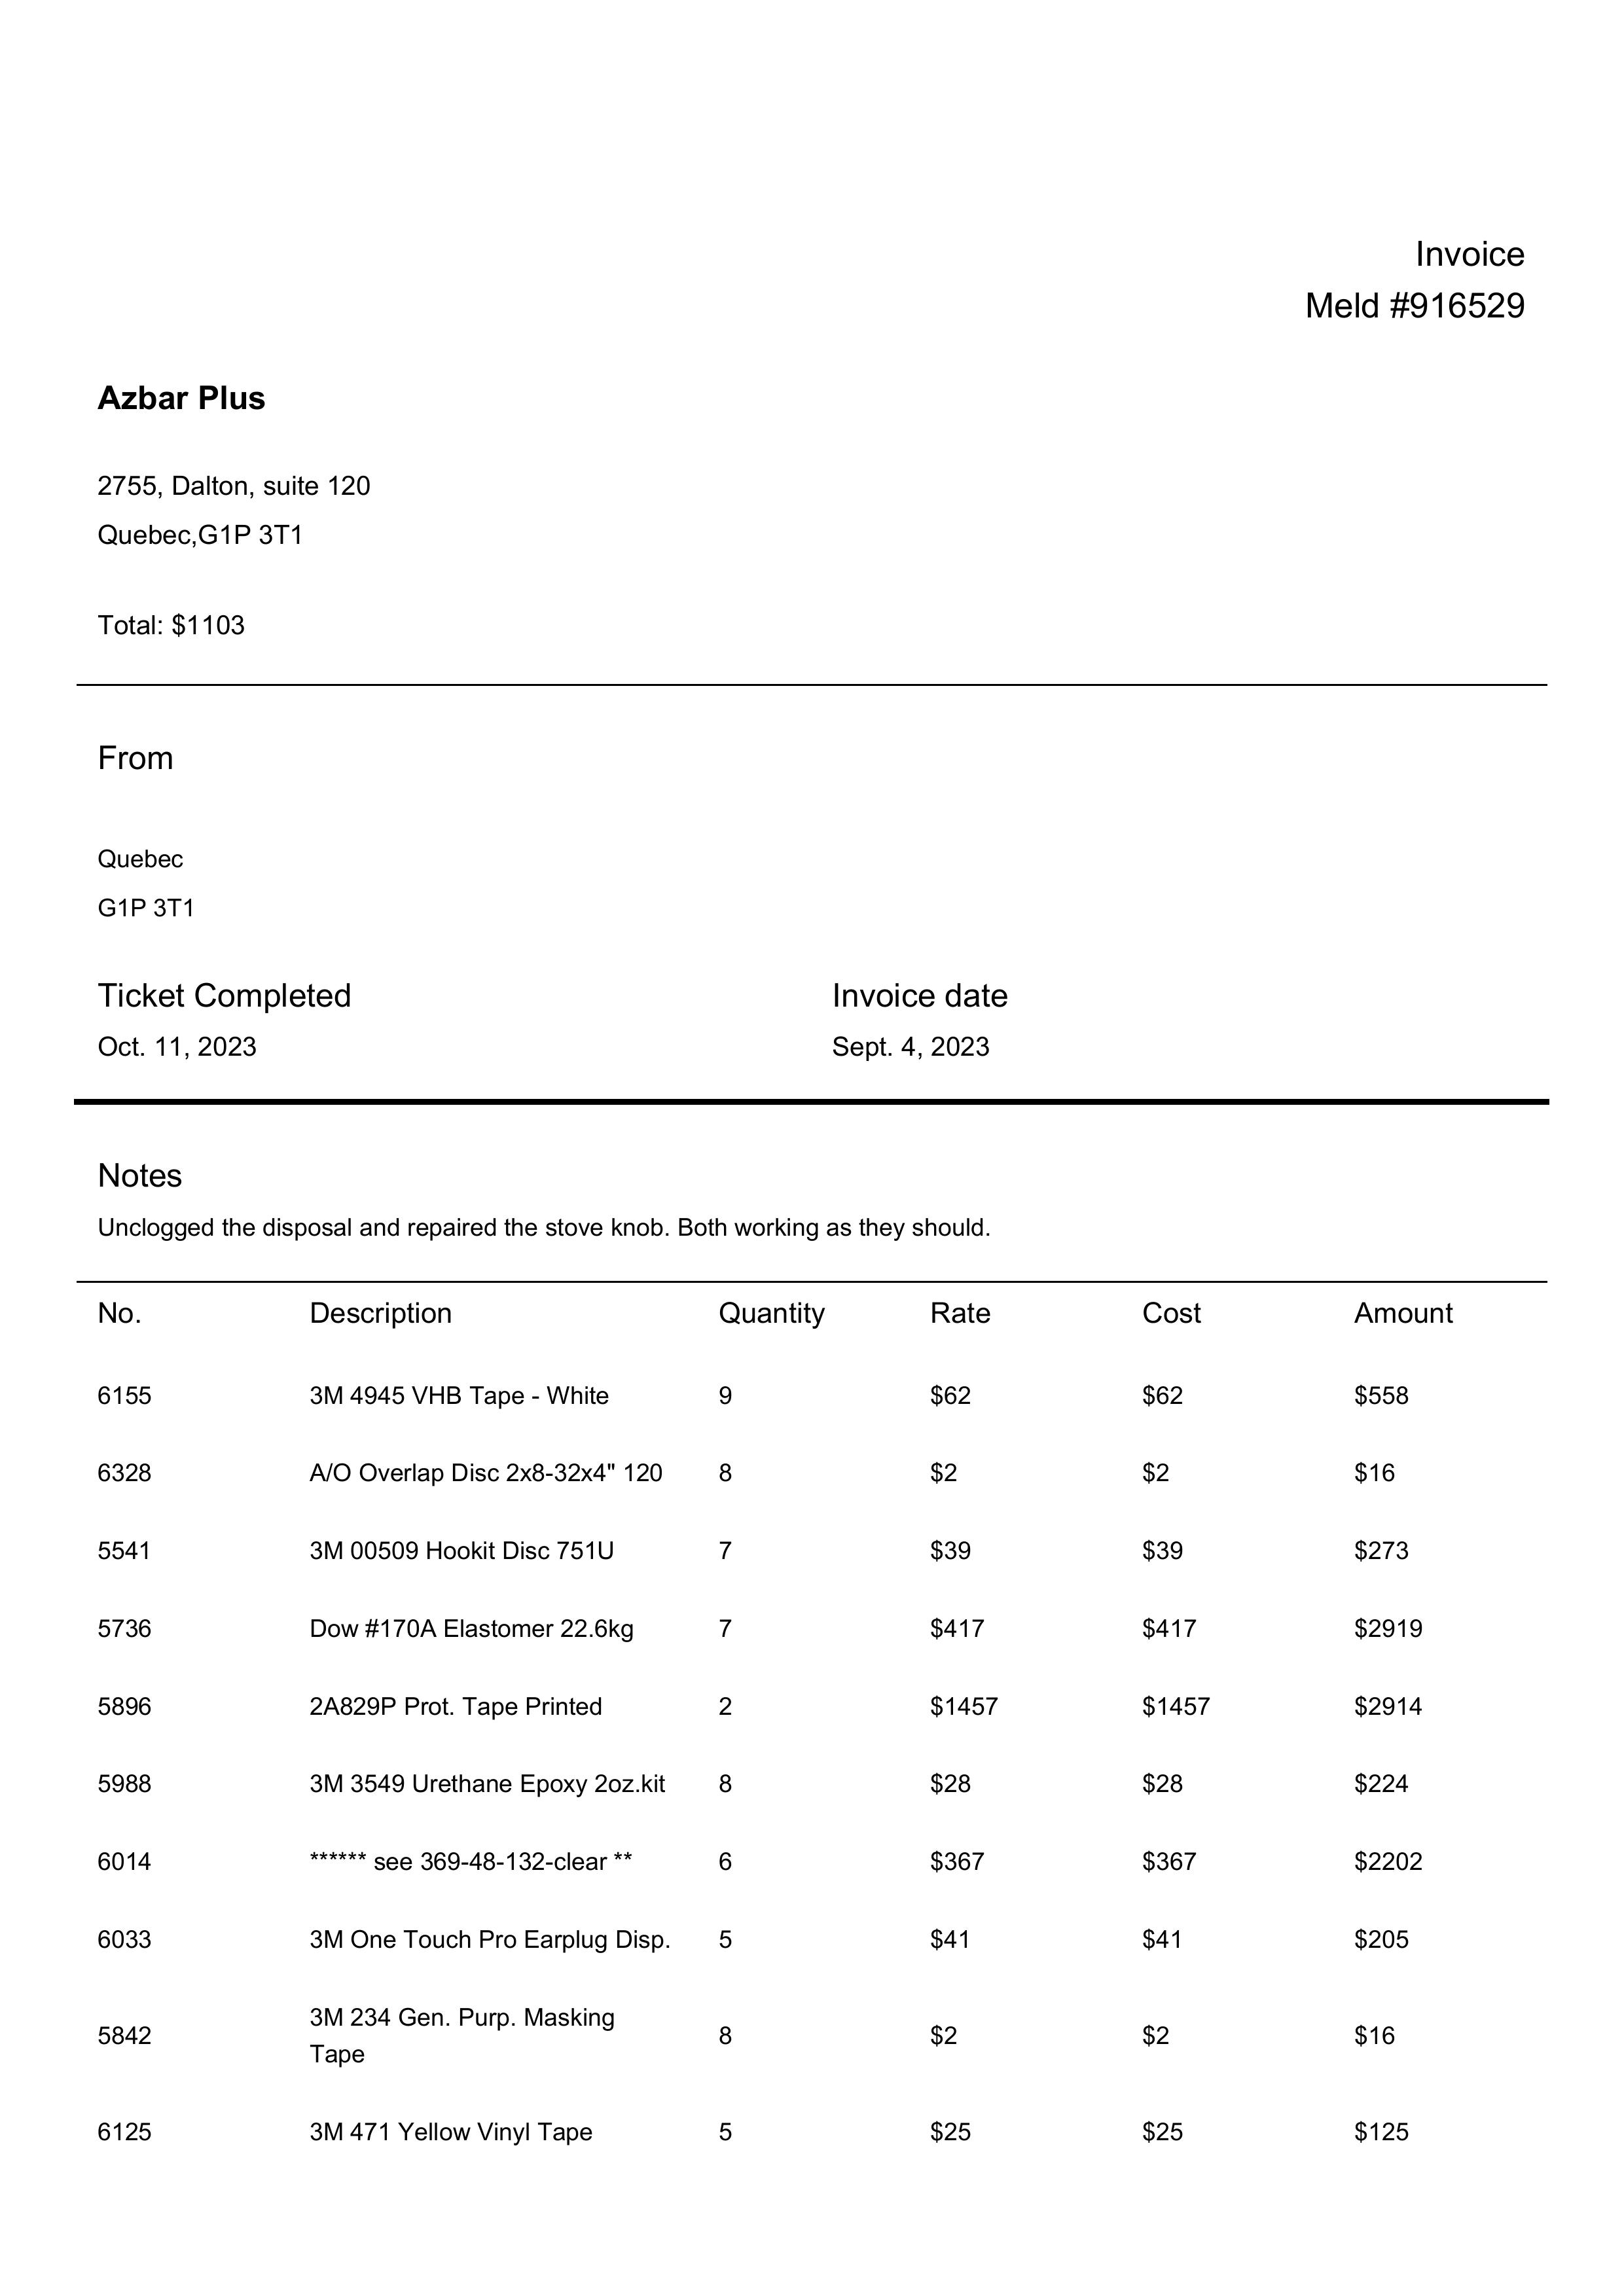 Invoice
Meld #916529
Azbar Plus
2755, Dalton, suite 120
Quebec,G1P 3T1
Total: $1103
From
Quebec
G1P 3T1
Ticket Completed Invoice date
Oct. 11, 2023 Sept. 4, 2023
Notes
Unclogged the disposal and repaired the stove knob. Both working as they should.
No. Description Quantity Rate Cost Amount
6155 3M 4945 VHB Tape - White 9 $62 $62 $558
6328 A/O Overlap Disc 2x8-32x4" 120 8 $2 $2 $16
5541 3M 00509 Hookit Disc 751U 7 $39 $39 $273
5736 Dow #170A Elastomer 22.6kg 7 $417 $417 $2919
5896 2A829P Prot. Tape Printed 2 $1457 $1457 $2914
5988 3M 3549 Urethane Epoxy 2oz.kit 8 $28 $28 $224
6014 ****** see 369-48-132-clear ** 6 $367 $367 $2202
6033 3M One Touch Pro Earplug Disp. 5 $41 $41 $205
5842 3M 234 Gen. Purp. Masking 8 $2 $2 $16
Tape
6125 3M 471 Yellow Vinyl Tape 5 $25 $25 $125